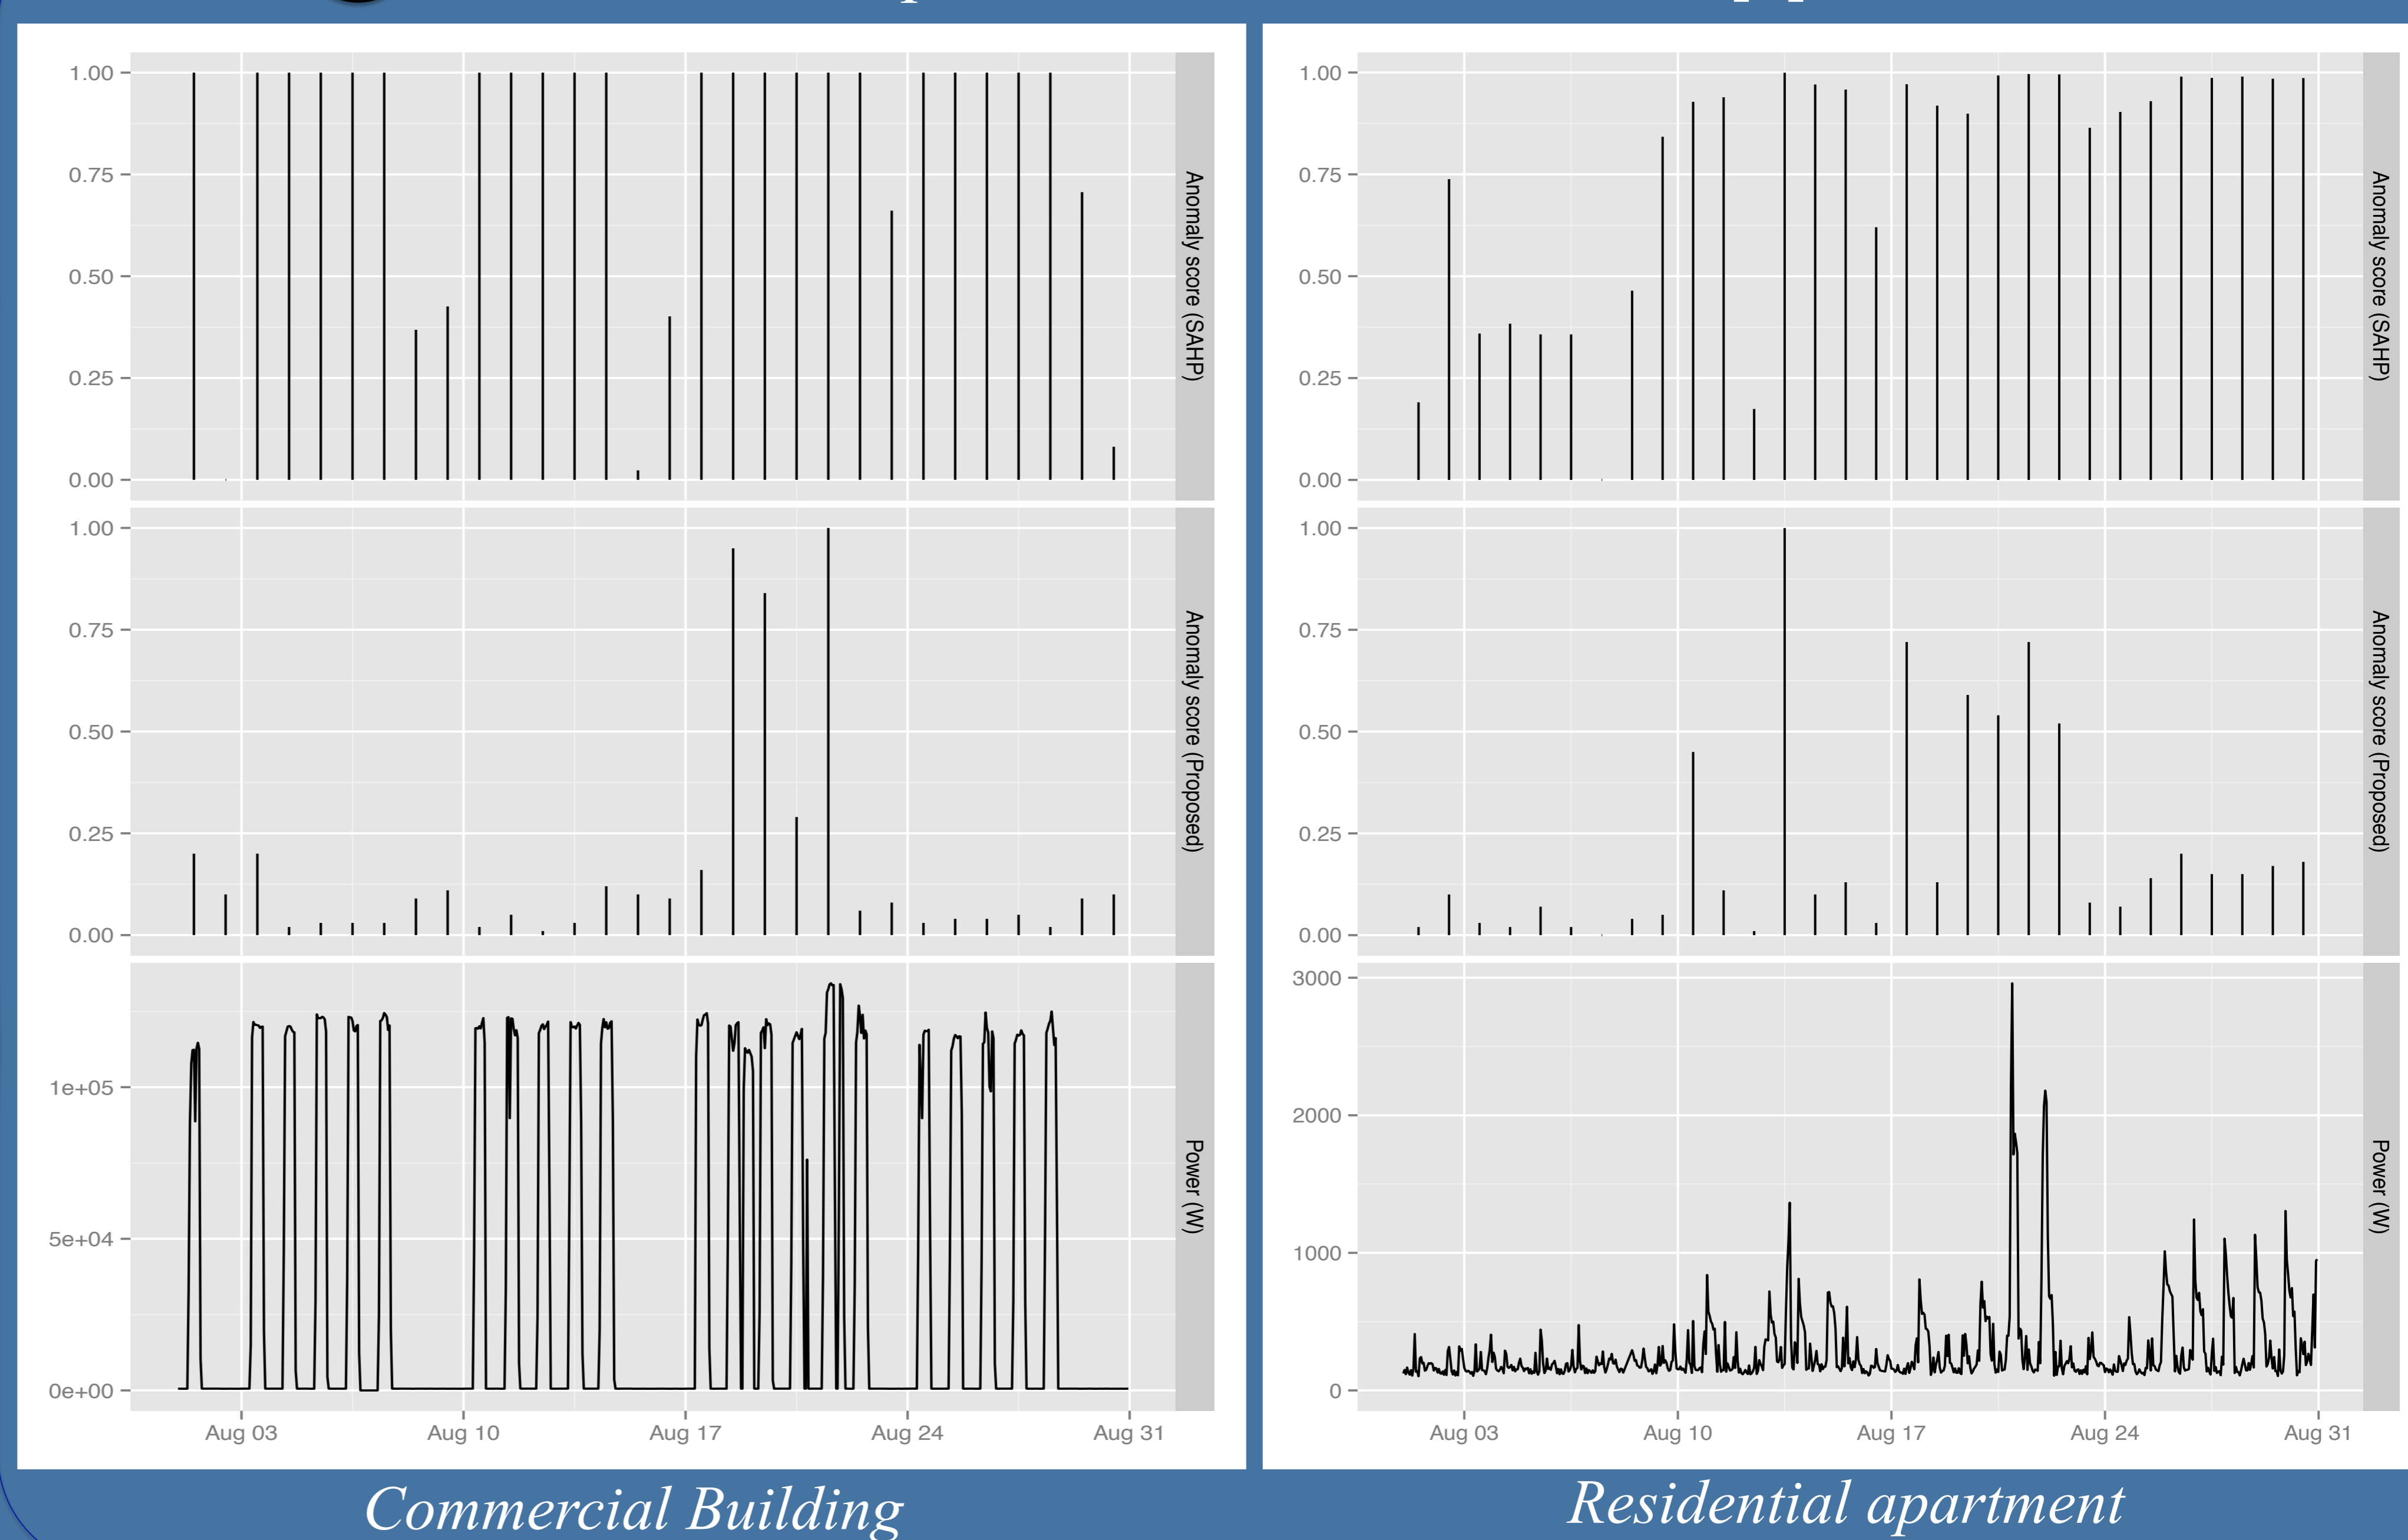 1.00
0.75
0.50
0.25
0.00
Anomaly score (SAHP)
1.00
0.75
0.50
0.25
0.00
Anomaly score (Proposed)
1e+05
5e+04
0e+00
Power (W)
Aug 03 Aug 10 Aug 17 Aug 24 Aug 31
Commercial Building
1.00
0.75
0.50
0.25
0.00
Anomaly score (SAHP)
1.00
0.75
0.50
0.25
0.00
Anomaly score (Proposed)
3000
2000
1000
0
Power (W)
Aug 03 Aug 10 Aug 17 Aug 24 Aug 31
Residential apartment